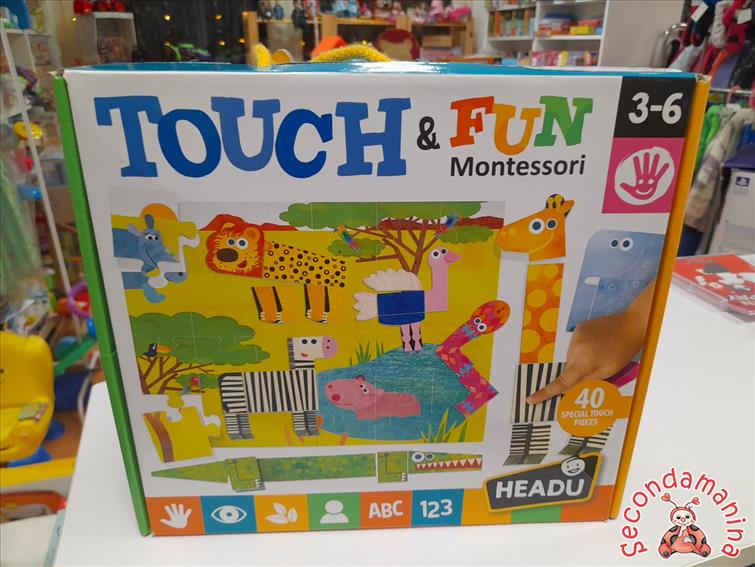 TOUCH & FUN
Montessori
3-6
40
SPECIAL TOUCH
PIECES
HEADU
ABC
123
Secondamanina